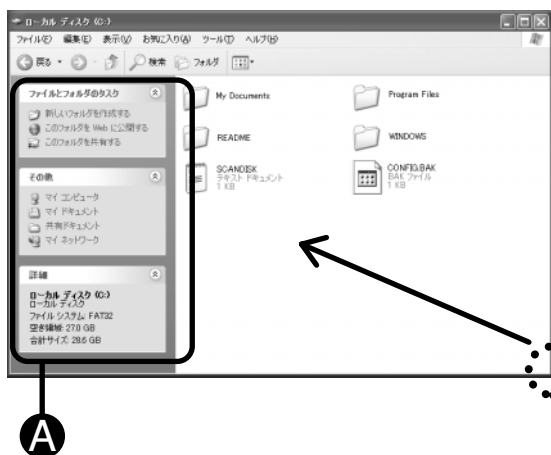 ローカル ディスク (C:)
ファイル(F) 編集(E) 表示(V) お気に入り(A) ツール(T) ヘルプ(H)
戻る 検索 フォルダ
ファイルとフォルダのタスク
新しいフォルダを作成する
このフォルダを Web に公開する
このフォルダを共有する
その他
マイ コンピュータ
マイ ドキュメント
共有ドキュメント
マイ ネットワーク
詳細
ローカル ディスク (C:)
ローカル ディスク
ファイル システム: FAT32
空き領域: 27.0 GB
合計サイズ: 28.6 GB
My Documents
Program Files
README
WINDOWS
SCANDISK
テキスト ドキュメント
1 KB
CONFIG.BAK
BAK ファイル
1 KB
A